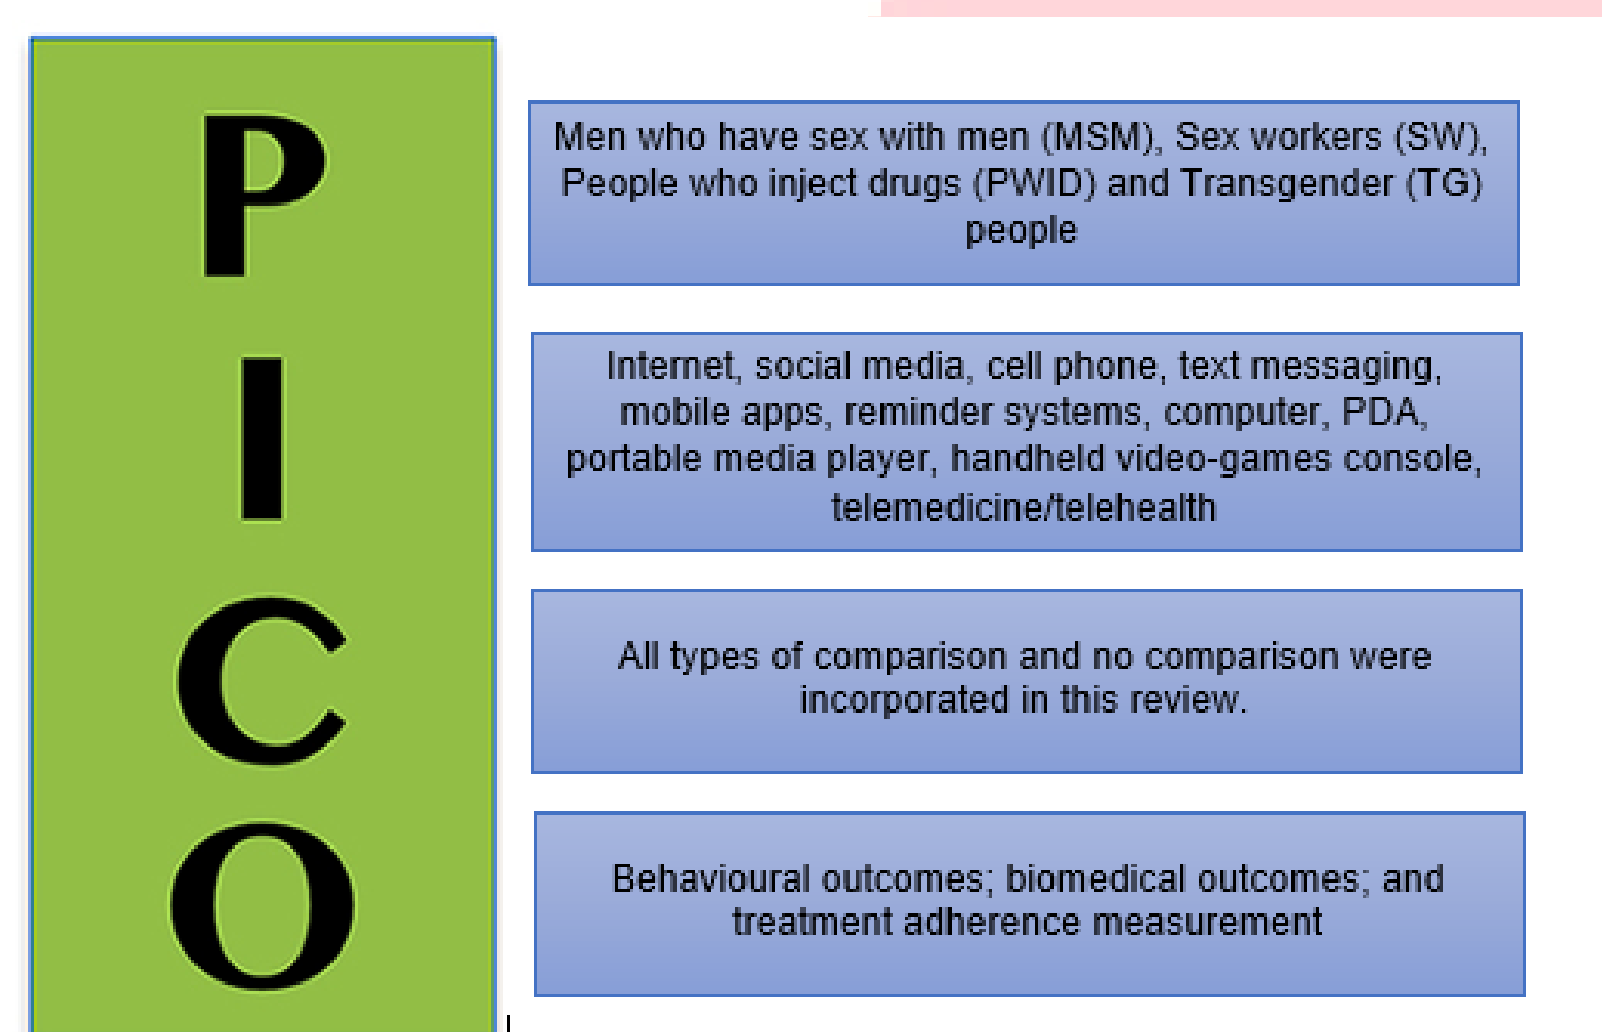 P
Men who have sex with men (MSM), Sex workers (SW),
People who inject drugs (PWID) and Transgender (TG)
people
I
Internet, social media, cell phone, text messaging,
mobile apps, reminder systems, computer, PDA,
portable media player, handheld video-games console,
telemedicine/telehealth
C
All types of comparison and no comparison were
incorporated in this review.
O
Behavioural outcomes; biomedical outcomes; and
treatment adherence measurement